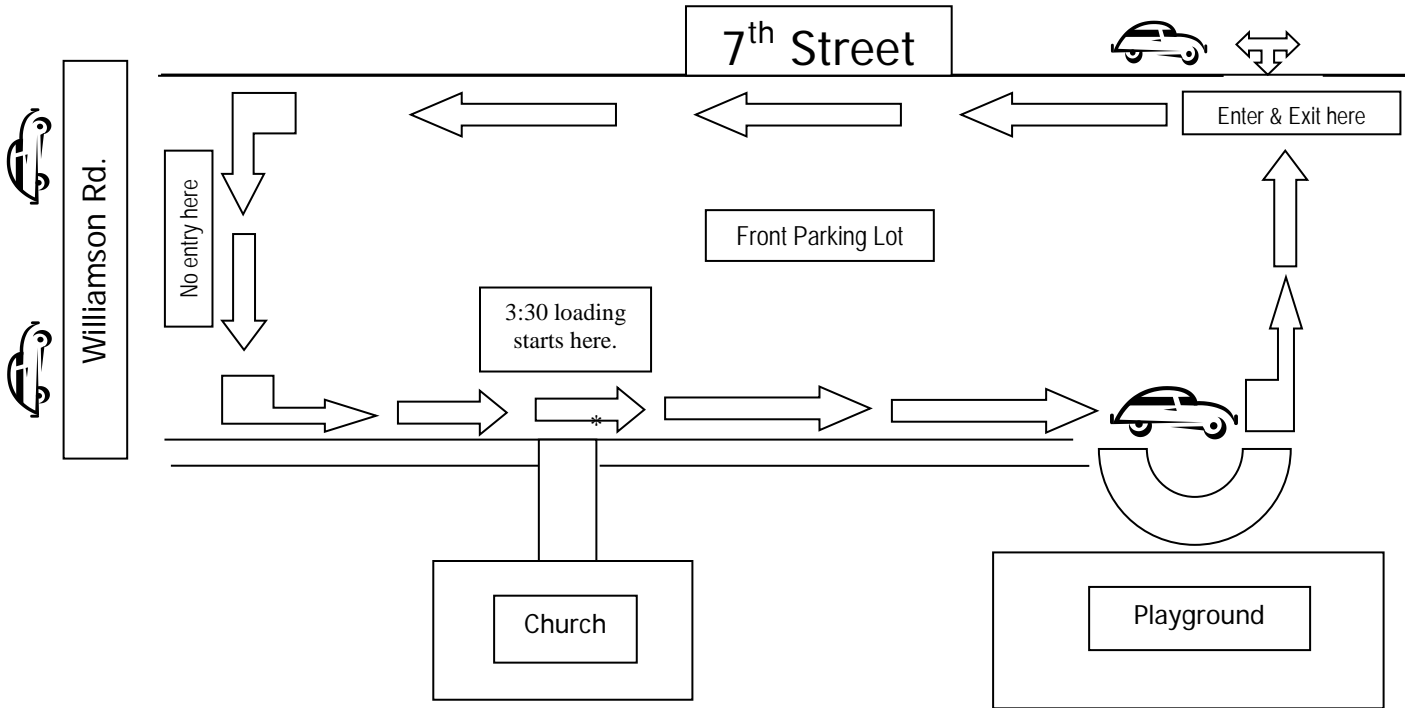 7th Street
Enter & Exit here
Williamson Rd.
No entry here
Front Parking Lot
3:30 loading
starts here.
*
Church
Playground